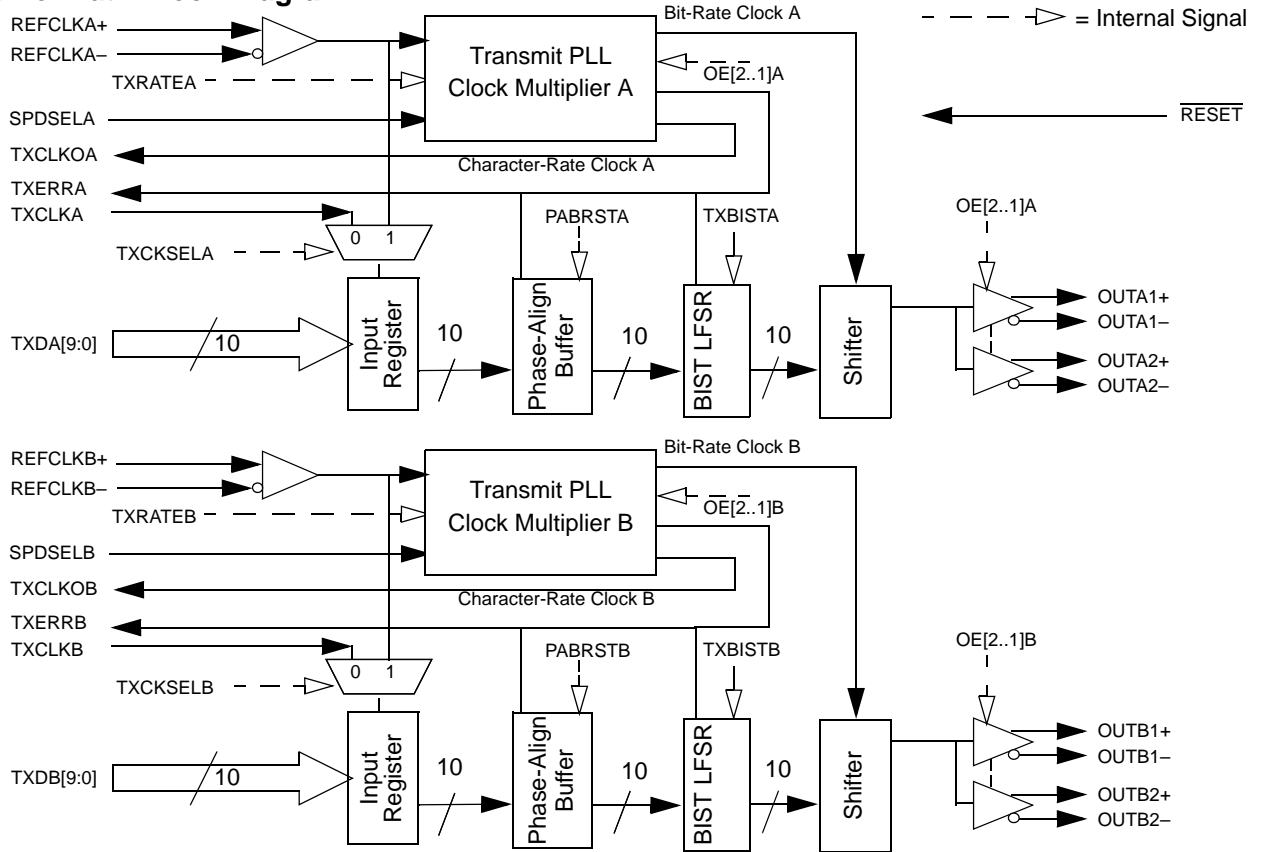 Bit-Rate Clock A
= Internal Signal
REFCLKA+
REFCLKA–
TXRATEA
Transmit PLL
Clock Multiplier A
OE[2..1]A
SPDSELA
RESET
TXCLKOA
Character-Rate Clock A
TXERRA
TXCLKA
PABRSTA
TXBISTA
OE[2..1]A
0 1
TXCKSELA
TXDA[9:0]
10
Input
Register
10
Phase-Align
Buffer
10
BIST LFSR
10
Shifter
OUTA1+
OUTA1–
OUTA2+
OUTA2–
Bit-Rate Clock B
REFCLKB+
REFCLKB–
TXRATEB
Transmit PLL
Clock Multiplier B
OE[2..1]B
SPDSELB
TXCLKOB
Character-Rate Clock B
TXERRB
TXCLKB
PABRSTB
TXBISTB
OE[2..1]B
0 1
TXCKSELB
TXDB[9:0]
10
Input
Register
10
Phase-Align
Buffer
10
BIST LFSR
10
Shifter
OUTB1+
OUTB1–
OUTB2+
OUTB2–